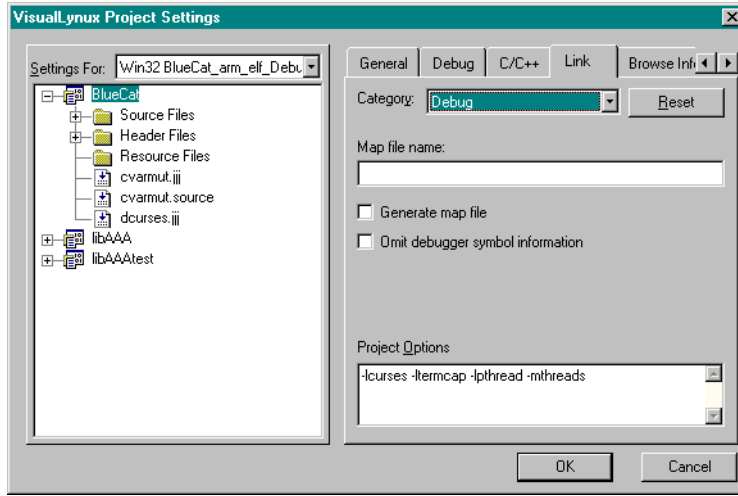 VisualLynux Project Settings
Settings For: Win32 BlueCat_arm_elf_Debu
BlueCat
Source Files
Header Files
Resource Files
cvarmut.jjj
cvarmut.source
dcurses.jjj
libAAA
libAAAtest
General Debug C/C++ Link Browse Info
Category: Debug Reset
Map file name:
Generate map file
Omit debugger symbol information
Project Options
-lcurses -ltermcap -lpthread -mthreads
OK Cancel